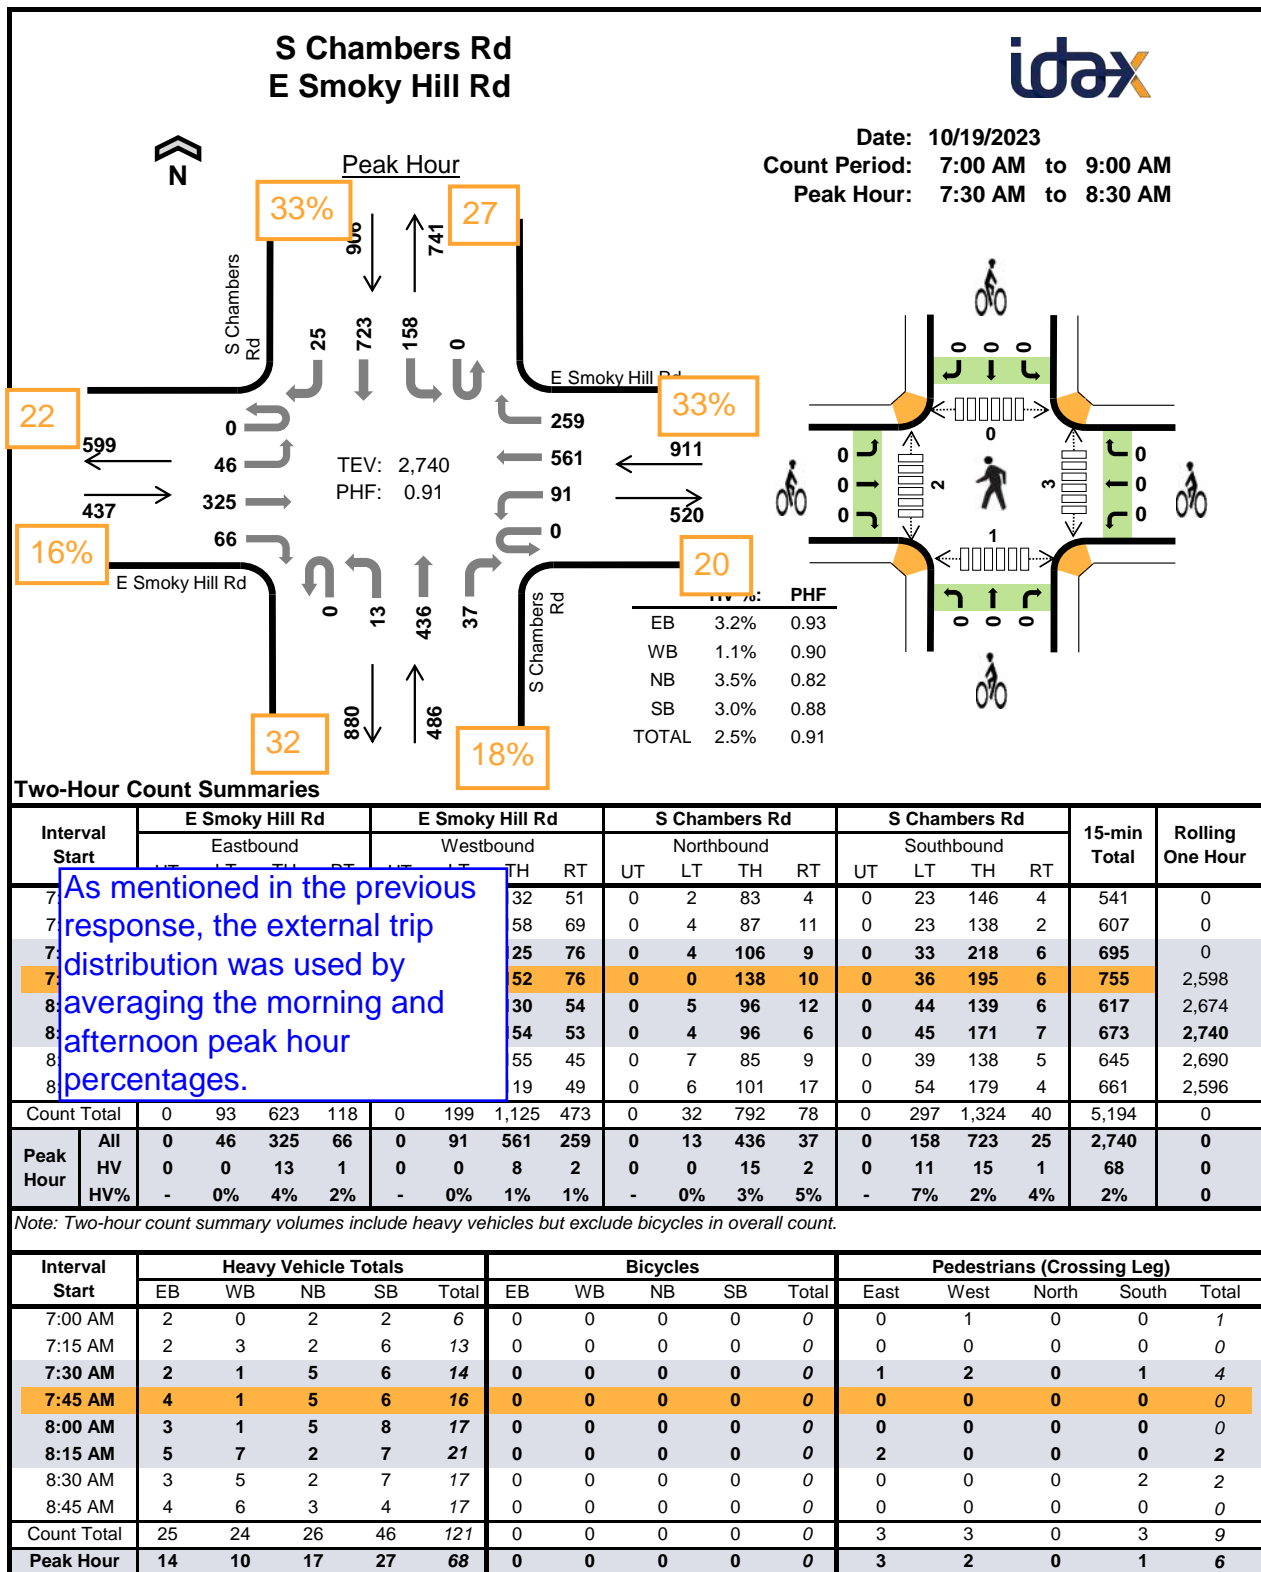 S Chambers Rd
E Smoky Hill Rd
idax
Date: 10/19/2023
Count Period: 7:00 AM to 9:00 AM
Peak Hour: 7:30 AM to 8:30 AM
N
Peak Hour
33%
27
906
741
S Chambers
Rd
25
723
158
0
E Smoky Hill Rd
22
33%
0
259
599
911
46
TEV: 2,740
561
325
PHF: 0.91
91
437
520
66
0
16%
20
E Smoky Hill Rd
0
13
436
37
S Chambers
Rd
880
486
32
18%
HV %: PHF
EB 3.2% 0.93
WB 1.1% 0.90
NB 3.5% 0.82
SB 3.0% 0.88
TOTAL 2.5% 0.91
0 0 0
0
0 0
0 2 3 0
0 0
1
0 0 0
Two-Hour Count Summaries
Interval Start E Smoky Hill Rd E Smoky Hill Rd S Chambers Rd S Chambers Rd 15-min Total Rolling One Hour
Eastbound Westbound Northbound Southbound
TH RT UT LT TH RT UT LT TH RT
51 0 2 83 4 0 23 146 4 541 0
69 0 4 87 11 0 23 138 2 607 0
76 0 4 106 9 0 33 218 6 695 0
76 0 0 138 10 0 36 195 6 755 2,598
54 0 5 96 12 0 44 139 6 617 2,674
53 0 4 96 6 0 45 171 7 673 2,740
45 0 7 85 9 0 39 138 5 645 2,690
49 0 6 101 17 0 54 179 4 661 2,596
As mentioned in the previous
response, the external trip
distribution was used by
averaging the morning and
afternoon peak hour
percentages.
Count Total 0 93 623 118 0 199 1,125 473 0 32 792 78 0 297 1,324 40 5,194 0
Peak Hour All 0 46 325 66 0 91 561 259 0 13 436 37 0 158 723 25 2,740 0
HV 0 0 13 1 0 0 8 2 0 0 15 2 0 11 15 1 68 0
HV% - 0% 4% 2% - 0% 1% 1% - 0% 3% 5% - 7% 2% 4% 2% 0
Note: Two-hour count summary volumes include heavy vehicles but exclude bicycles in overall count.
Interval Start Heavy Vehicle Totals Bicycles Pedestrians (Crossing Leg)
EB WB NB SB Total EB WB NB SB Total East West North South Total
7:00 AM 2 0 2 2 6 0 0 0 0 0 0 1 0 0 1
7:15 AM 2 3 2 6 13 0 0 0 0 0 0 0 0 0 0
7:30 AM 2 1 5 6 14 0 0 0 0 0 1 2 0 1 4
7:45 AM 4 1 5 6 16 0 0 0 0 0 0 0 0 0 0
8:00 AM 3 1 5 8 17 0 0 0 0 0 0 0 0 0 0
8:15 AM 5 7 2 7 21 0 0 0 0 0 2 0 0 0 2
8:30 AM 3 5 2 7 17 0 0 0 0 0 0 0 0 2 2
8:45 AM 4 6 3 4 17 0 0 0 0 0 0 0 0 0 0
Count Total 25 24 26 46 121 0 0 0 0 0 3 3 0 3 9
Peak Hour 14 10 17 27 68 0 0 0 0 0 3 2 0 1 6